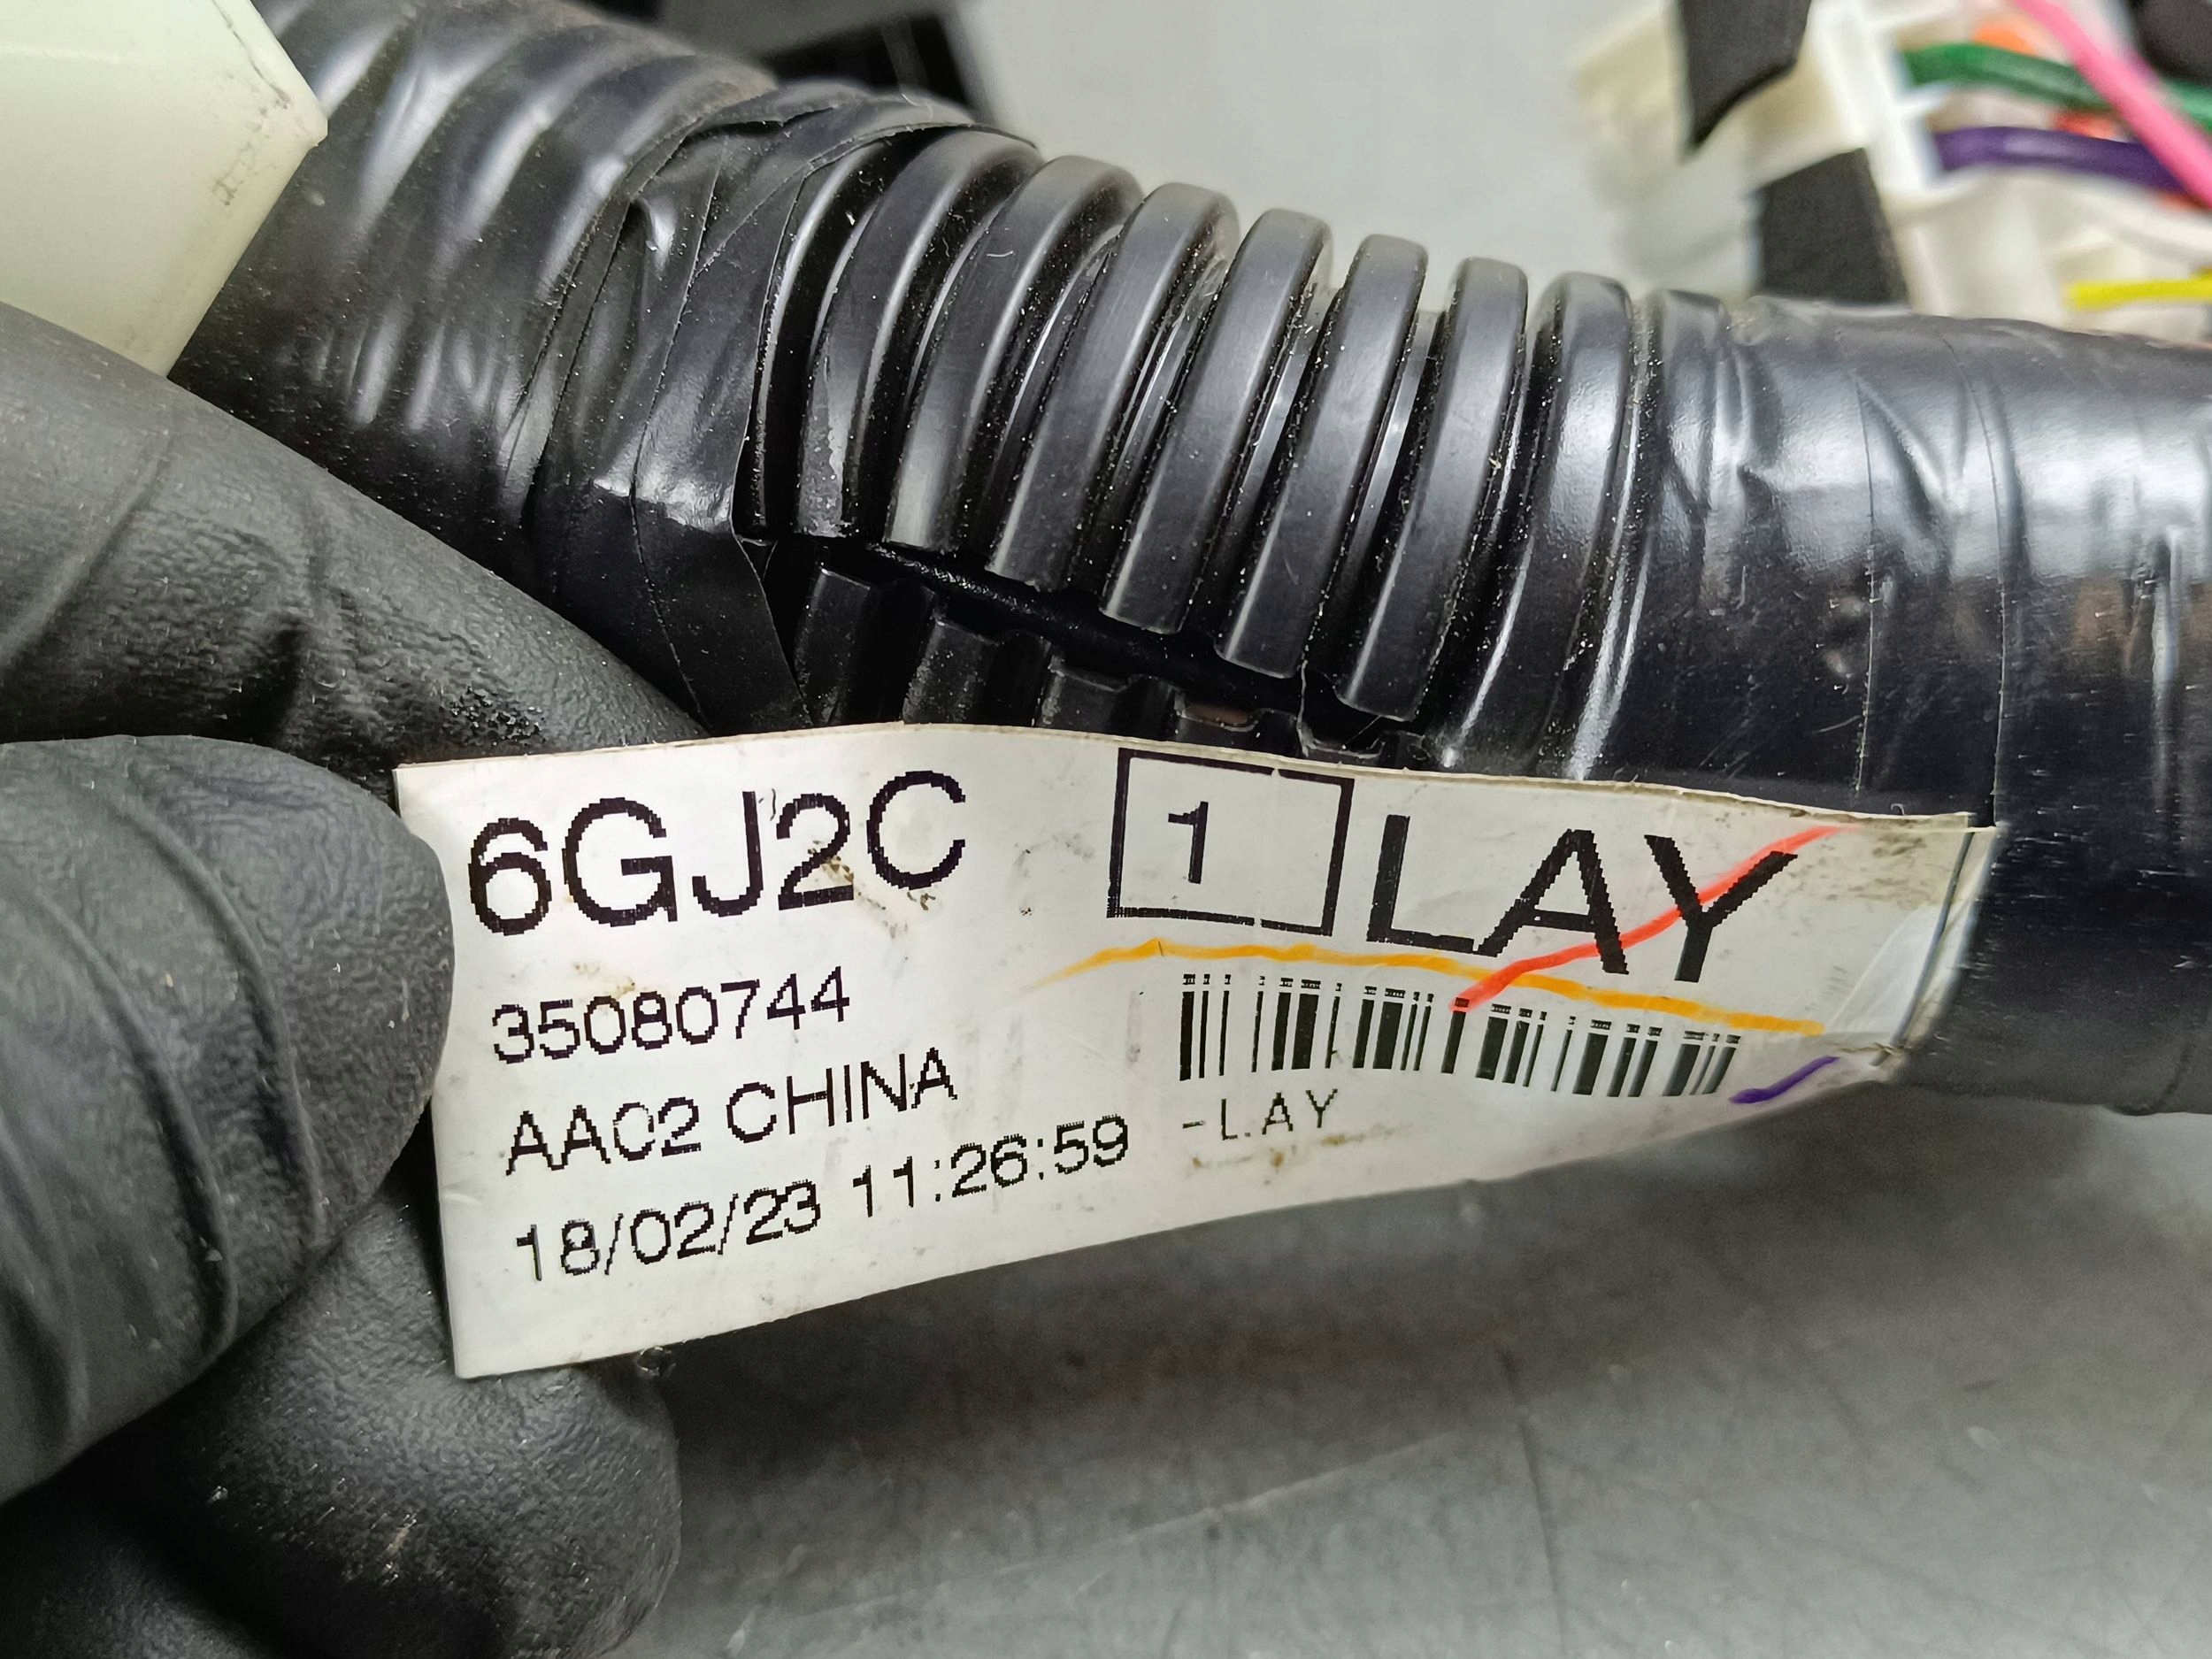 6GJ2C 1 LAY
35080744
AA02 CHINA
-LAY
18/02/23 11:26:59